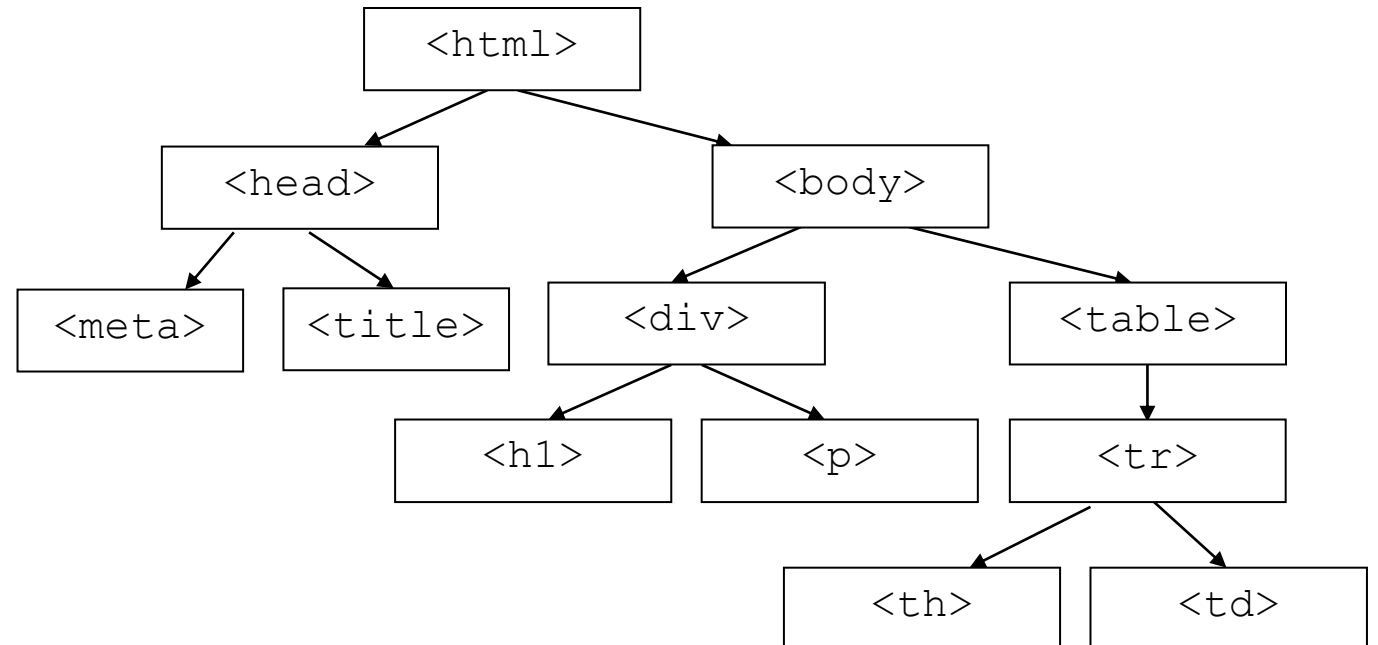 <html>
<head>
<body>
<meta>
<title>
<div>
<table>
<h1>
<p>
<tr>
<th>
<td>